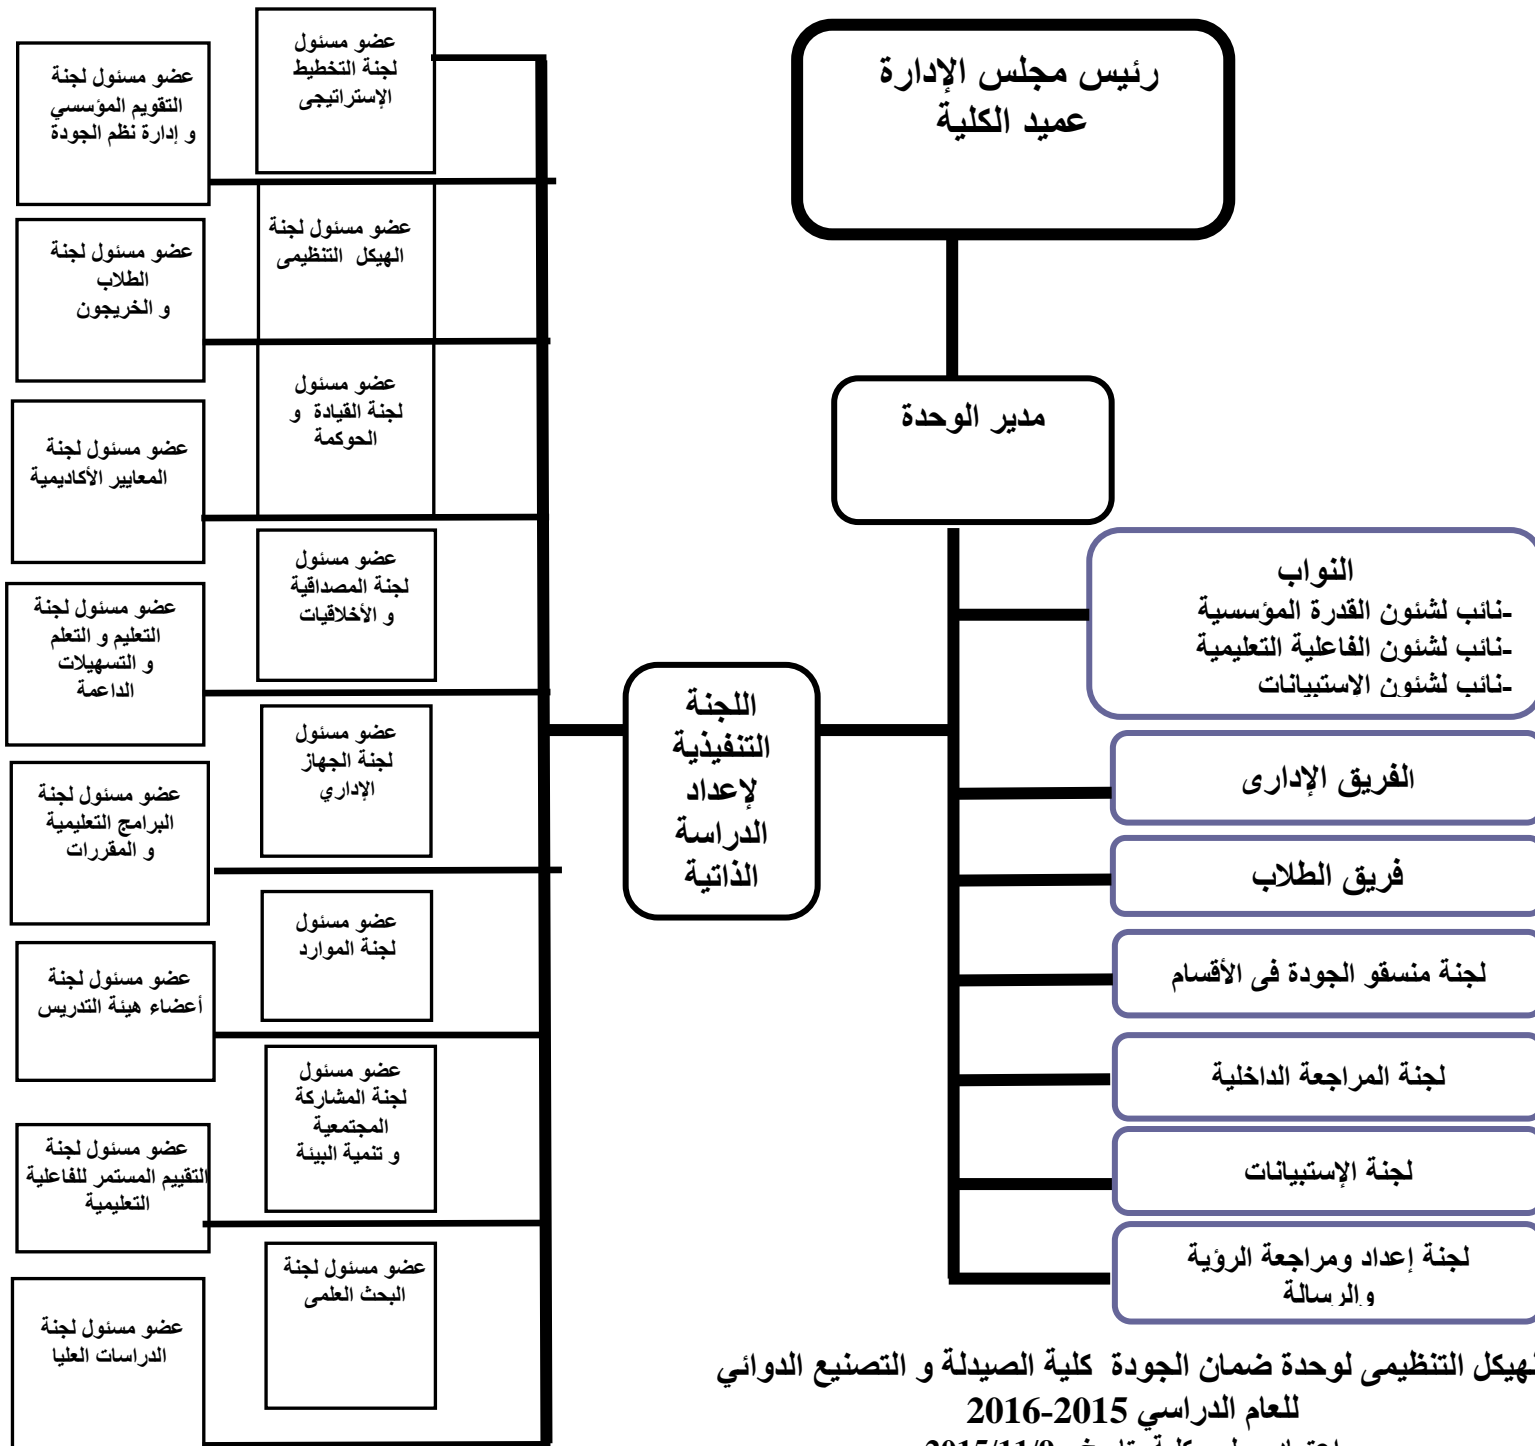 رئيس مجلس الإدارة
عميد الكلية
مدير الوحدة
النواب
-نائب لشئون القدرة المؤسسية
-نائب لشئون الفاعلية التعليمية
-نائب لشئون الاستبيانات
الفريق الإدارى
فريق الطلاب
لجنة منسقو الجودة فى الأقسام
لجنة المراجعة الداخلية
لجنة الإستبيانات
لجنة إعداد ومراجعة الرؤية
والرسالة
اللجنة
التنفيذية
لإعداد
الدراسة
الذاتية
عضو مسئول
لجنة التخطيط
الإستراتيجى
عضو مسئول لجنة
الهيكل التنظيمى
عضو مسئول
لجنة القيادة و
الحوكمة
عضو مسئول
لجنة المصداقية
و الأخلاقيات
عضو مسئول
لجنة الجهاز
الإداري
عضو مسئول
لجنة الموارد
عضو مسئول
لجنة المشاركة
المجتمعية
و تنمية البيئة
عضو مسئول لجنة
البحث العلمى
عضو مسئول لجنة
التقويم المؤسسي
و إدارة نظم الجودة
عضو مسئول لجنة
الطلاب
و الخريجون
عضو مسئول لجنة
المعايير الأكاديمية
عضو مسئول لجنة
التعليم و التعلم
و التسهيلات
الداعمة
عضو مسئول لجنة
البرامج التعليمية
و المقررات
عضو مسئول لجنة
أعضاء هيئة التدريس
عضو مسئول لجنة
التقييم المستمر للفاعلية
التعليمية
عضو مسئول لجنة
الدراسات العليا
لهيكل التنظيمى لوحدة ضمان الجودة كلية الصيدلة و التصنيع الدوائي
للعام الدراسي 2015-2016
2015/11/9